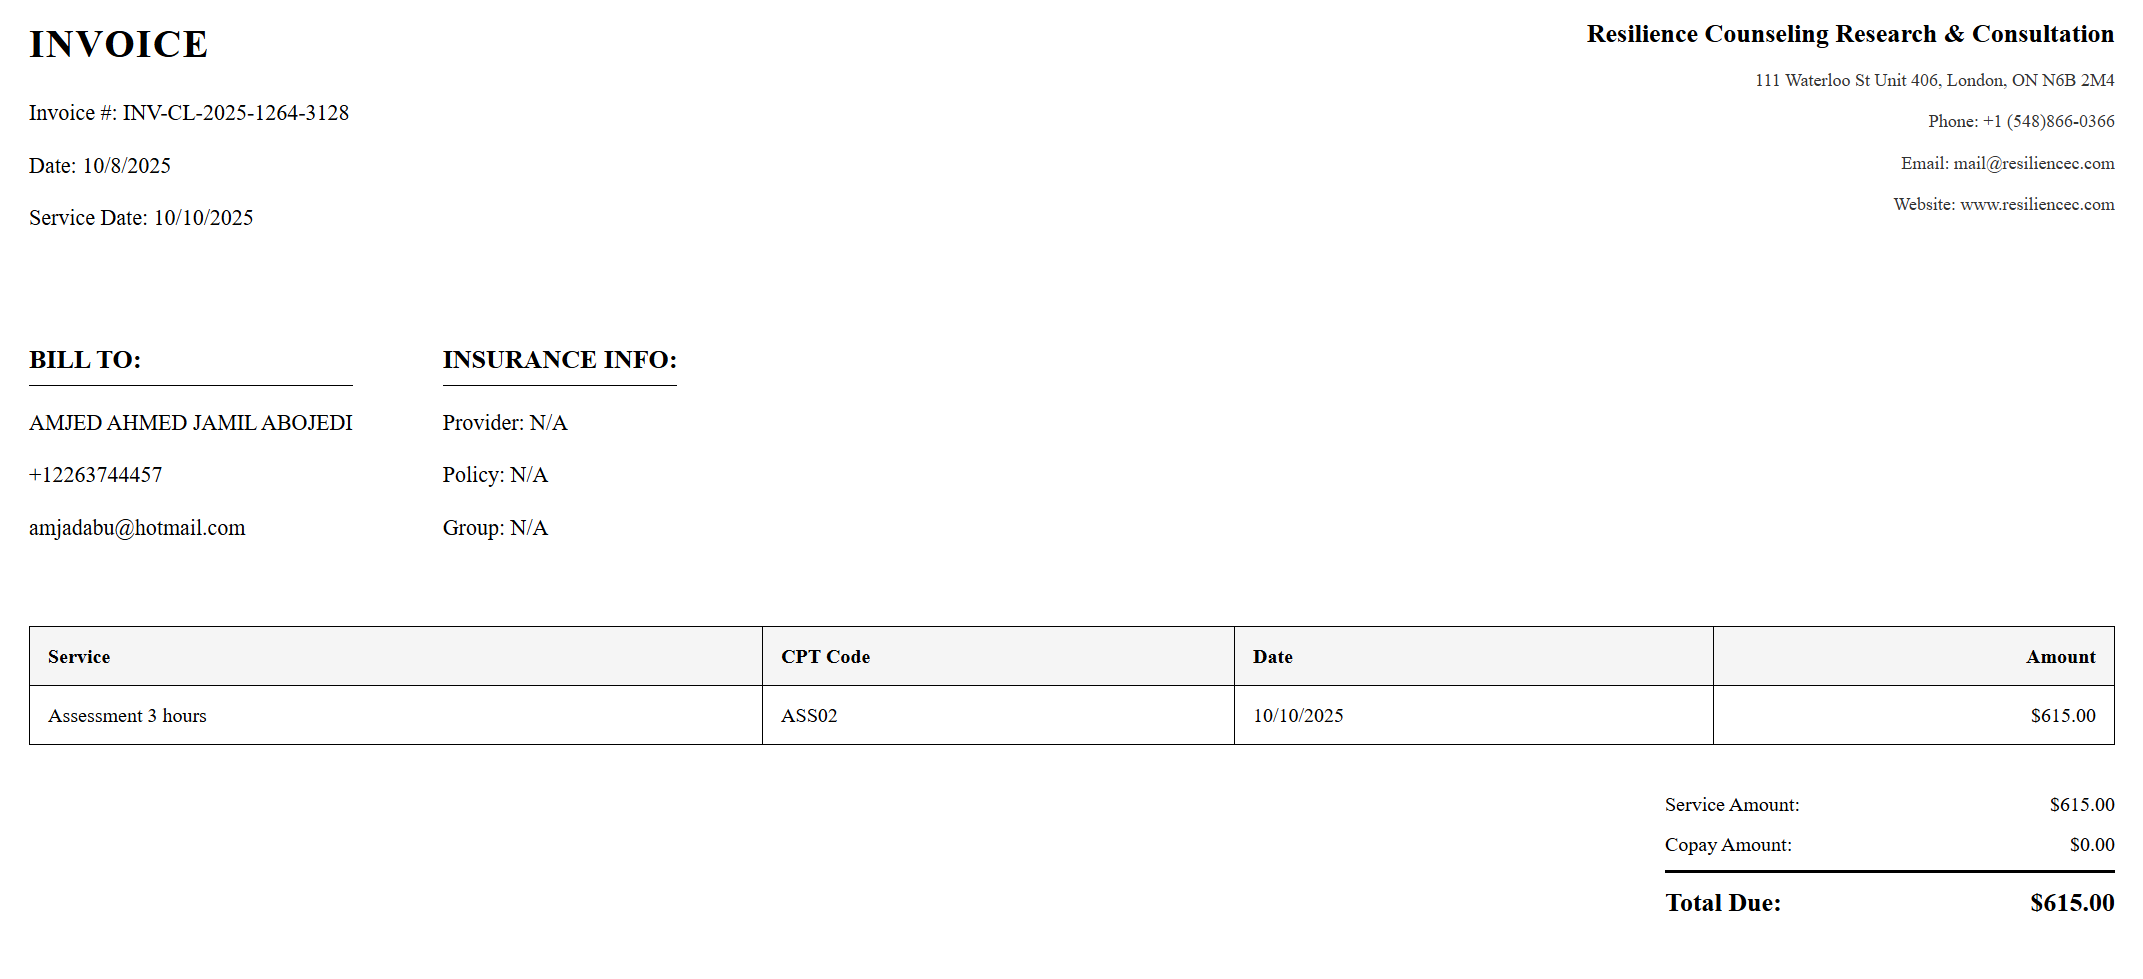 INVOICE
Invoice #: INV-CL-2025-1264-3128
Date: 10/8/2025
Service Date: 10/10/2025
Resilience Counseling Research & Consultation
111 Waterloo St Unit 406, London, ON N6B 2M4
Phone: +1 (548)866-0366
Email: mail@resiliencec.com
Website: www.resiliencec.com
BILL TO:
AMJED AHMED JAMIL ABOJEDI
+12263744457
amjadabu@hotmail.com
INSURANCE INFO:
Provider: N/A
Policy: N/A
Group: N/A
Service CPT Code Date Amount
Assessment 3 hours ASS02 10/10/2025 $615.00
Service Amount: $615.00
Copay Amount: $0.00
Total Due: $615.00